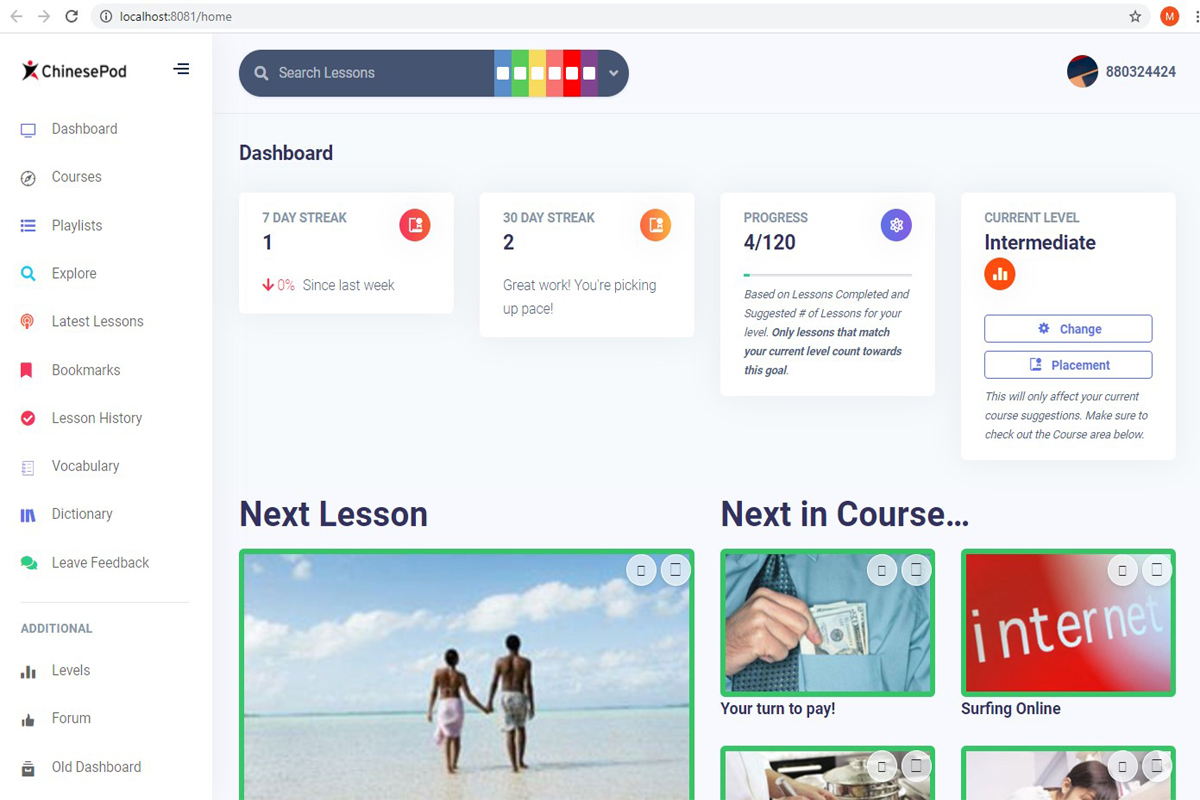 localhost:8081/home
M
ChinesePod
Search Lessons
880324424
Dashboard
Courses
Playlists
Explore
Latest Lessons
Bookmarks
Lesson History
Vocabulary
Dictionary
Leave Feedback
ADDITIONAL
Levels
Forum
Old Dashboard
Dashboard
7 DAY STREAK
1
0% Since last week
30 DAY STREAK
2
Great work! You're picking
up pace!
PROGRESS
4/120
Based on Lessons Completed and
Suggested # of Lessons for your
level. Only lessons that match
your current level count towards
this goal.
CURRENT LEVEL
Intermediate
Change
Placement
This will only affect your current
course suggestions. Make sure to
check out the Course area below.
Next Lesson
Next in Course...
internet
Your turn to pay!
Surfing Online